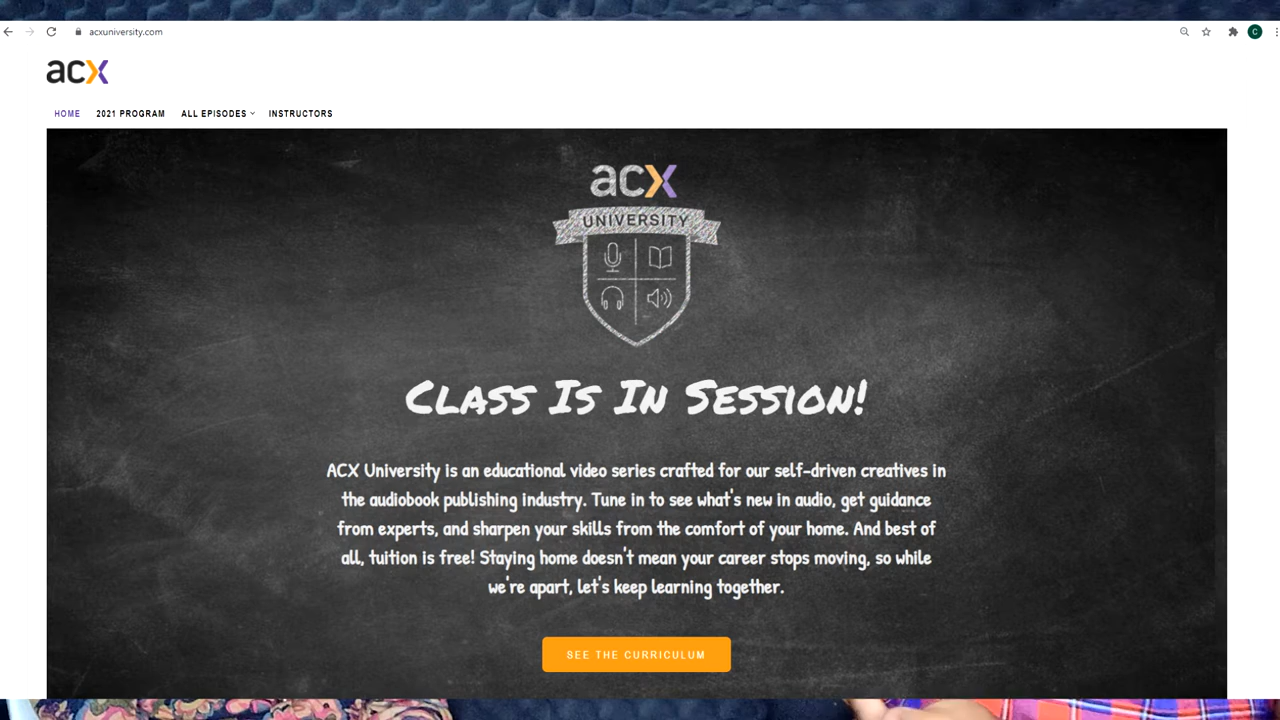 acxuniversity.com
C
acx
HOME 2021 PROGRAM ALL EPISODES INSTRUCTORS
acx
UNIVERSITY
CLASS IS IN SESSION!
ACX University is an educational video series crafted for our self-driven creatives in
the audiobook publishing industry. Tune in to see what's new in audio, get guidance
from experts, and sharpen your skills from the comfort of your home. And best of
all, tuition is free! Staying home doesn't mean your career stops moving, so while
we're apart, let's keep learning together.
SEE THE CURRICULUM